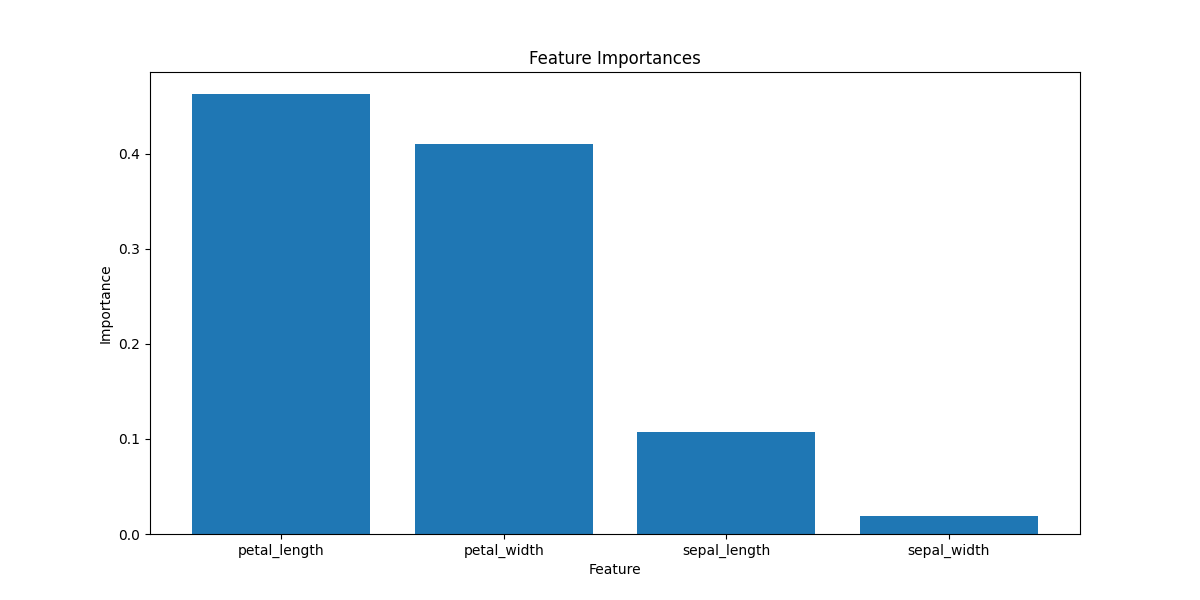 Feature Importances
0.4
0.3
0.2
0.1
0.0
Importance
petal_length petal_width sepal_length sepal_width
Feature